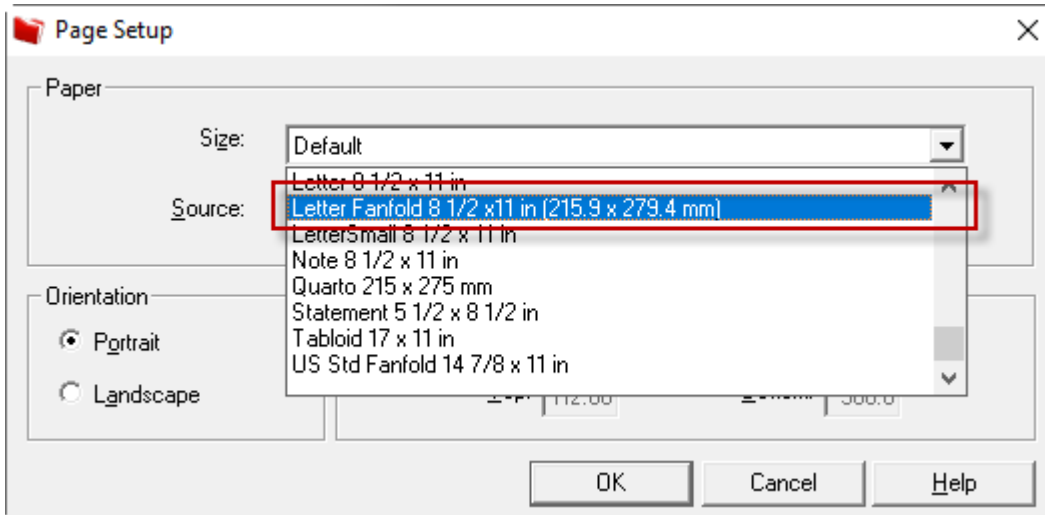 Page Setup
Paper
Size:
Default
Letter 8 1/2 x 11 in
Source:
Letter Fanfold 8 1/2 x11 in (215.9 x 279.4 mm)
LetterSmall 8 1/2 x 11 in
Note 8 1/2 x 11 in
Quarto 215 x 275 mm
Orientation
Statement 5 1/2 x 8 1/2 in
Portrait
Tabloid 17 x 11 in
US Std Fanfold 14 7/8 x 11 in
Landscape
112.00
OK
Cancel
Help